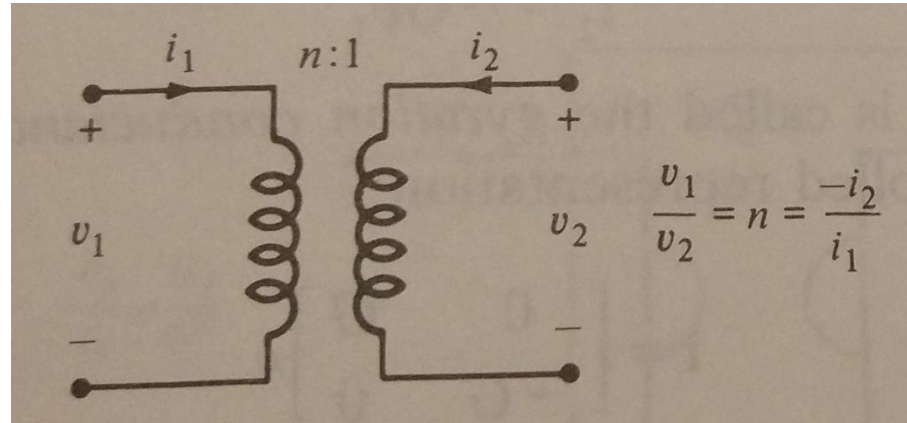 i₁ n:1 i₂
+ +
v₁ v₂ v₁/v₂ = n = -i₂/i₁
− −